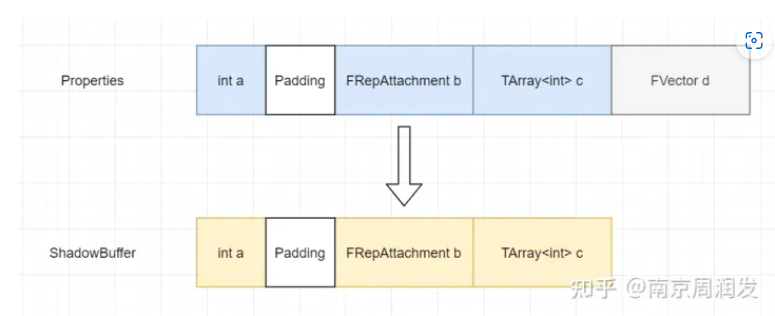 Properties
int a
Padding
FRepAttachment b
TArray<int> c
FVector d
ShadowBuffer
int a
Padding
FRepAttachment b
TArray<int> c
知乎 @南京周润发